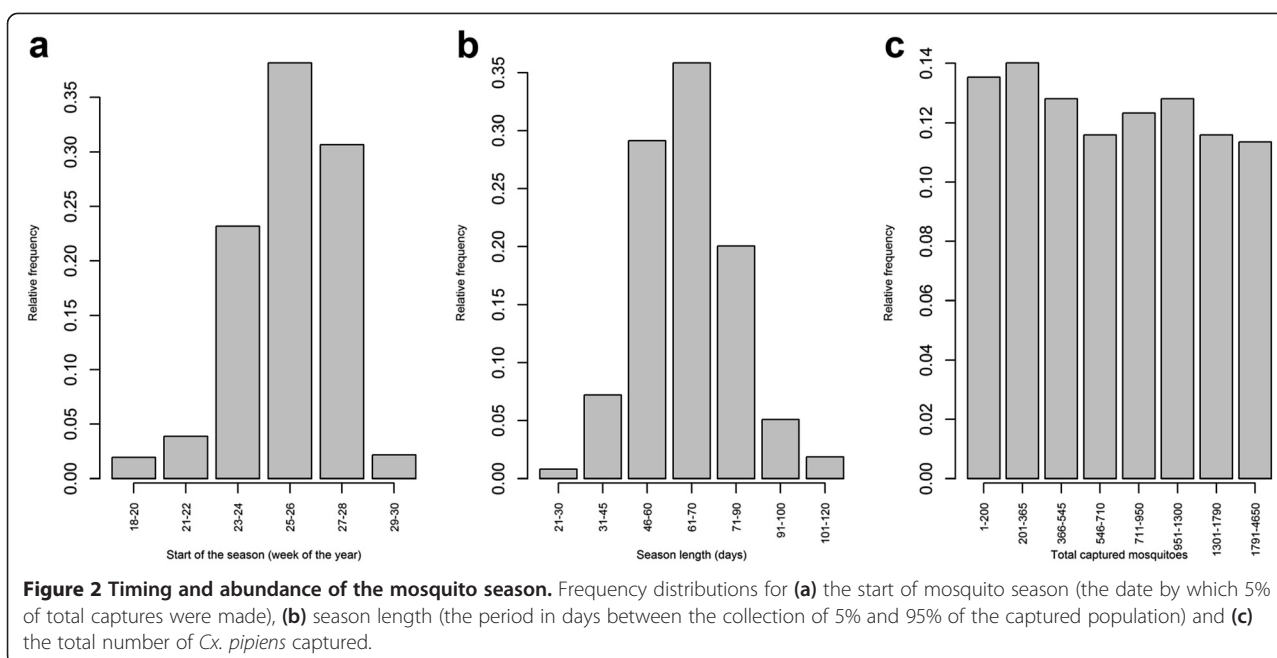 a
b
c
Relative frequency
0.00 0.05 0.10 0.15 0.20 0.25 0.30 0.35
18-20 21-22 23-24 25-26 27-28 29-30
Start of the season (week of the year)
Relative frequency
0.00 0.05 0.10 0.15 0.20 0.25 0.30 0.35
21-30 31-45 46-60 61-70 71-90 91-100 101-120
Season length (days)
Relative frequency
0.00 0.02 0.04 0.06 0.08 0.10 0.12 0.14
1-200 201-365 366-545 546-710 711-950 951-1300 1301-1790 1791-4650
Total captured mosquitoes
Figure 2 Timing and abundance of the mosquito season. Frequency distributions for (a) the start of mosquito season (the date by which 5%
of total captures were made), (b) season length (the period in days between the collection of 5% and 95% of the captured population) and (c)
the total number of Cx. pipiens captured.